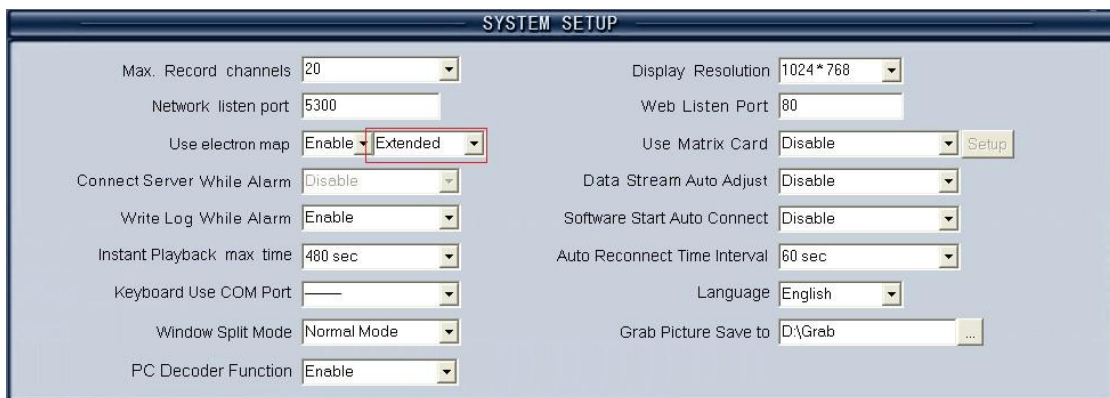 SYSTEM SETUP
Max. Record channels 20 Display Resolution 1024*768
Network listen port 5300 Web Listen Port 80
Use electron map Enable Extended Use Matrix Card Disable Setup
Connect Server While Alarm Disable Data Stream Auto Adjust Disable
Write Log While Alarm Enable Software Start Auto Connect Disable
Instant Playback max time 480 sec Auto Reconnect Time Interval 60 sec
Keyboard Use COM Port —— Language English
Window Split Mode Normal Mode Grab Picture Save to D:\Grab ...
PC Decoder Function Enable